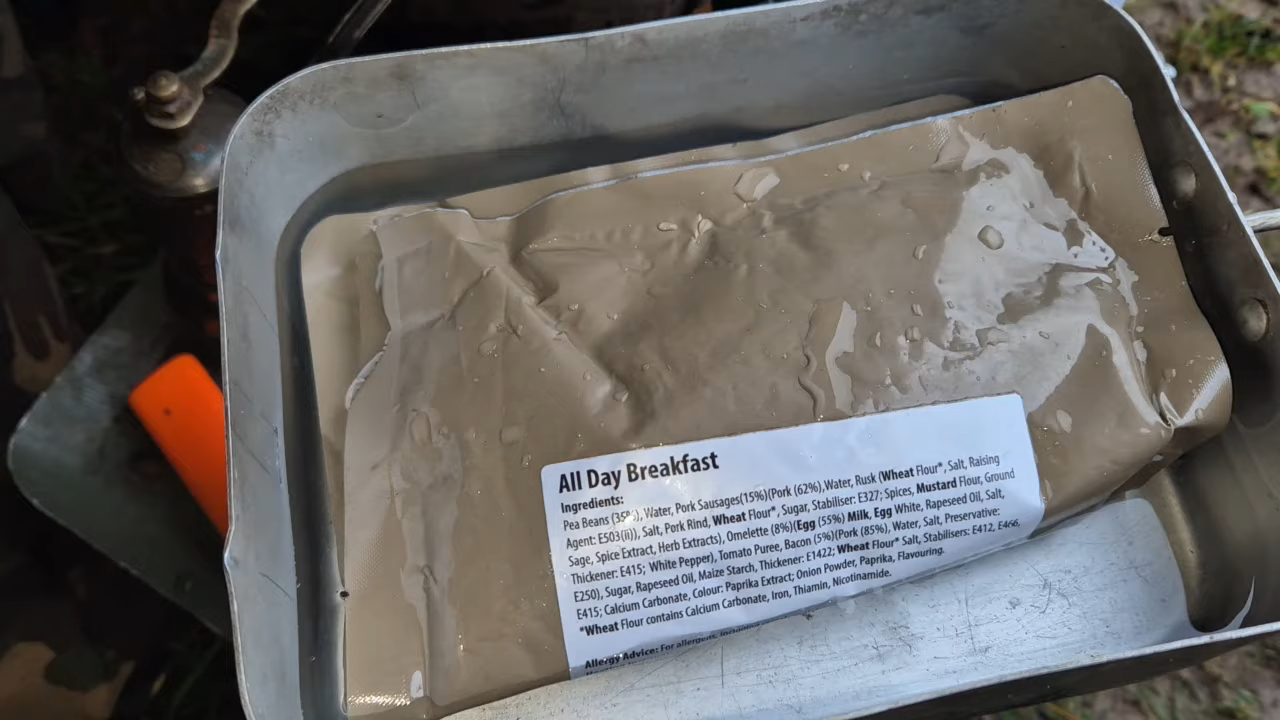 All Day Breakfast
Ingredients:
Pea Beans (35%), Water, Pork Sausages(15%)(Pork (62%),Water, Rusk (Wheat Flour*, Salt, Raising
Agent: E503(ii)), Salt, Pork Rind, Wheat Flour*, Sugar, Stabiliser: E327; Spices, Mustard Flour, Ground
Sage, Spice Extract, Herb Extracts), Omelette (8%)(Egg (55%) Milk, Egg White, Rapeseed Oil, Salt,
Thickener: E415; White Pepper), Tomato Puree, Bacon (5%)(Pork (85%), Water, Salt, Preservative:
E250), Sugar, Rapeseed Oil, Maize Starch, Thickener: E1422; Wheat Flour* Salt, Stabilisers: E412, E466,
E415; Calcium Carbonate, Colour: Paprika Extract; Onion Powder, Paprika, Flavouring.
*Wheat Flour contains Calcium Carbonate, Iron, Thiamin, Nicotinamide.
Allergy Advice: For allergens, including